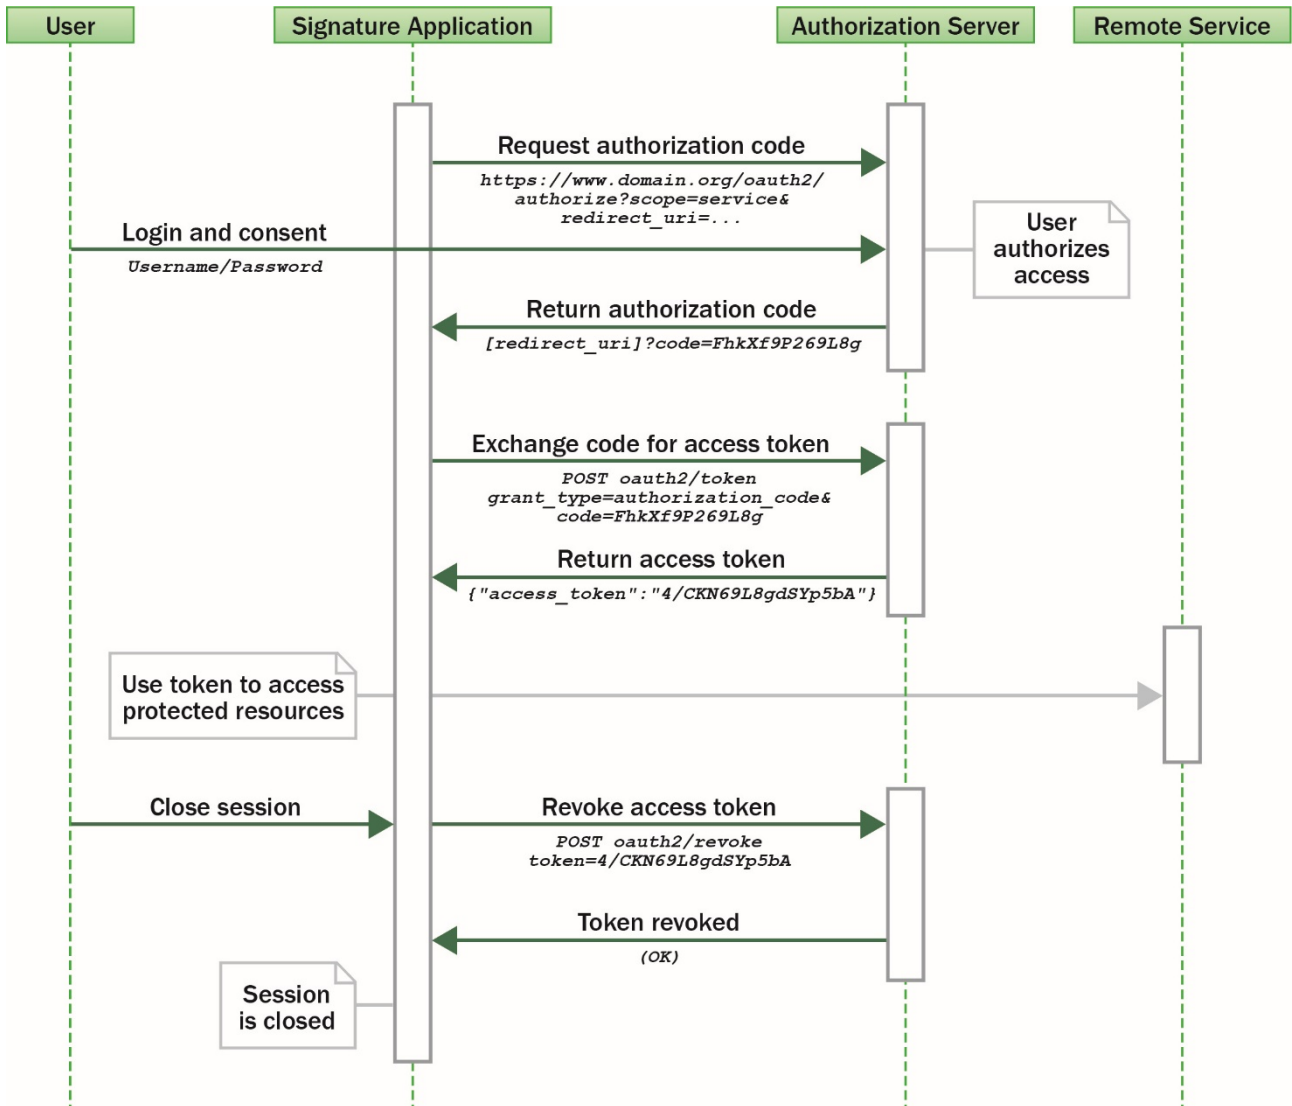 User
Signature Application
Authorization Server
Remote Service
Request authorization code
https://www.domain.org/oauth2/
authorize?scope=service&
redirect_uri=...
Login and consent
Username/Password
User
authorizes
access
Return authorization code
[redirect_uri]?code=FhkXf9P269L8g
Exchange code for access token
POST oauth2/token
grant_type=authorization_code&
code=FhkXf9P269L8g
Return access token
{"access_token":"4/CKN69L8gdSYp5bA"}
Use token to access
protected resources
Close session
Revoke access token
POST oauth2/revoke
token=4/CKN69L8gdSYp5bA
Token revoked
(OK)
Session
is closed